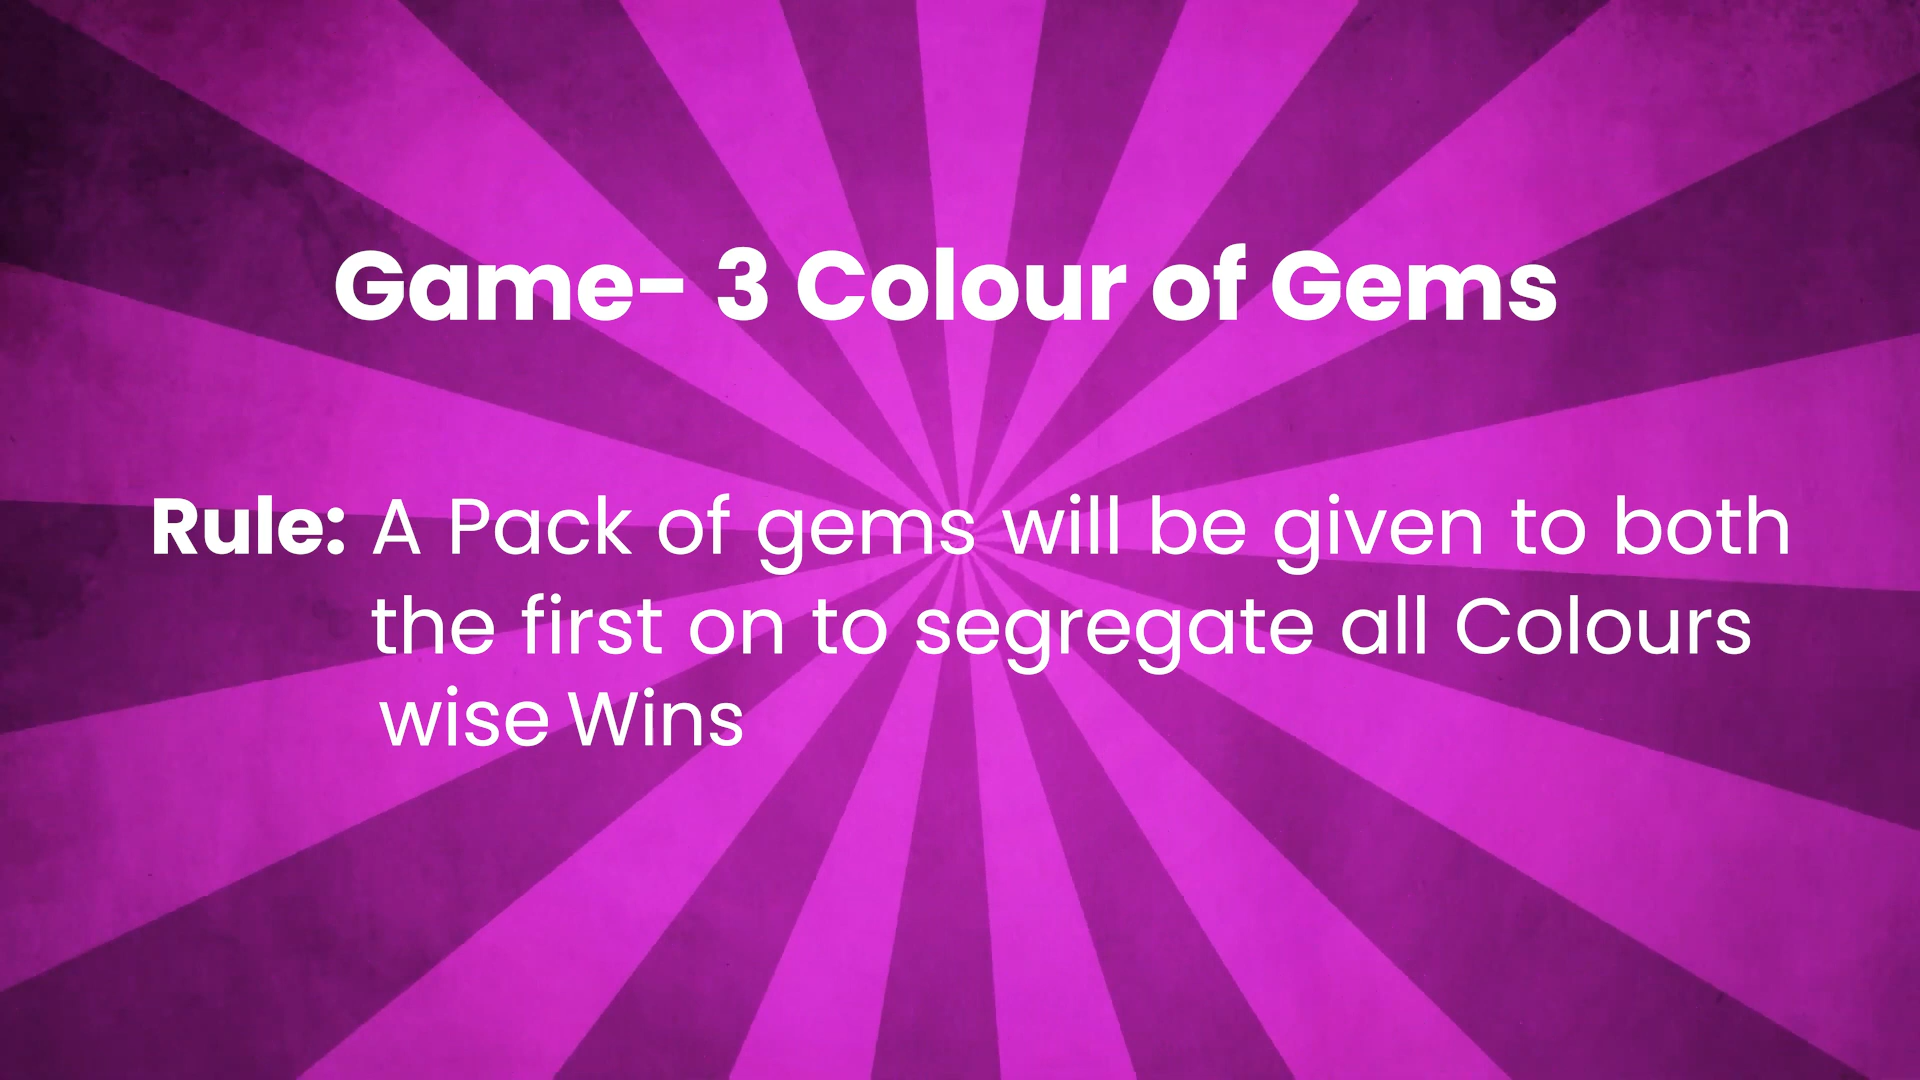 Game- 3 Colour of Gems
Rule: A Pack of gems will be given to both
the first on to segregate all Colours
wise Wins